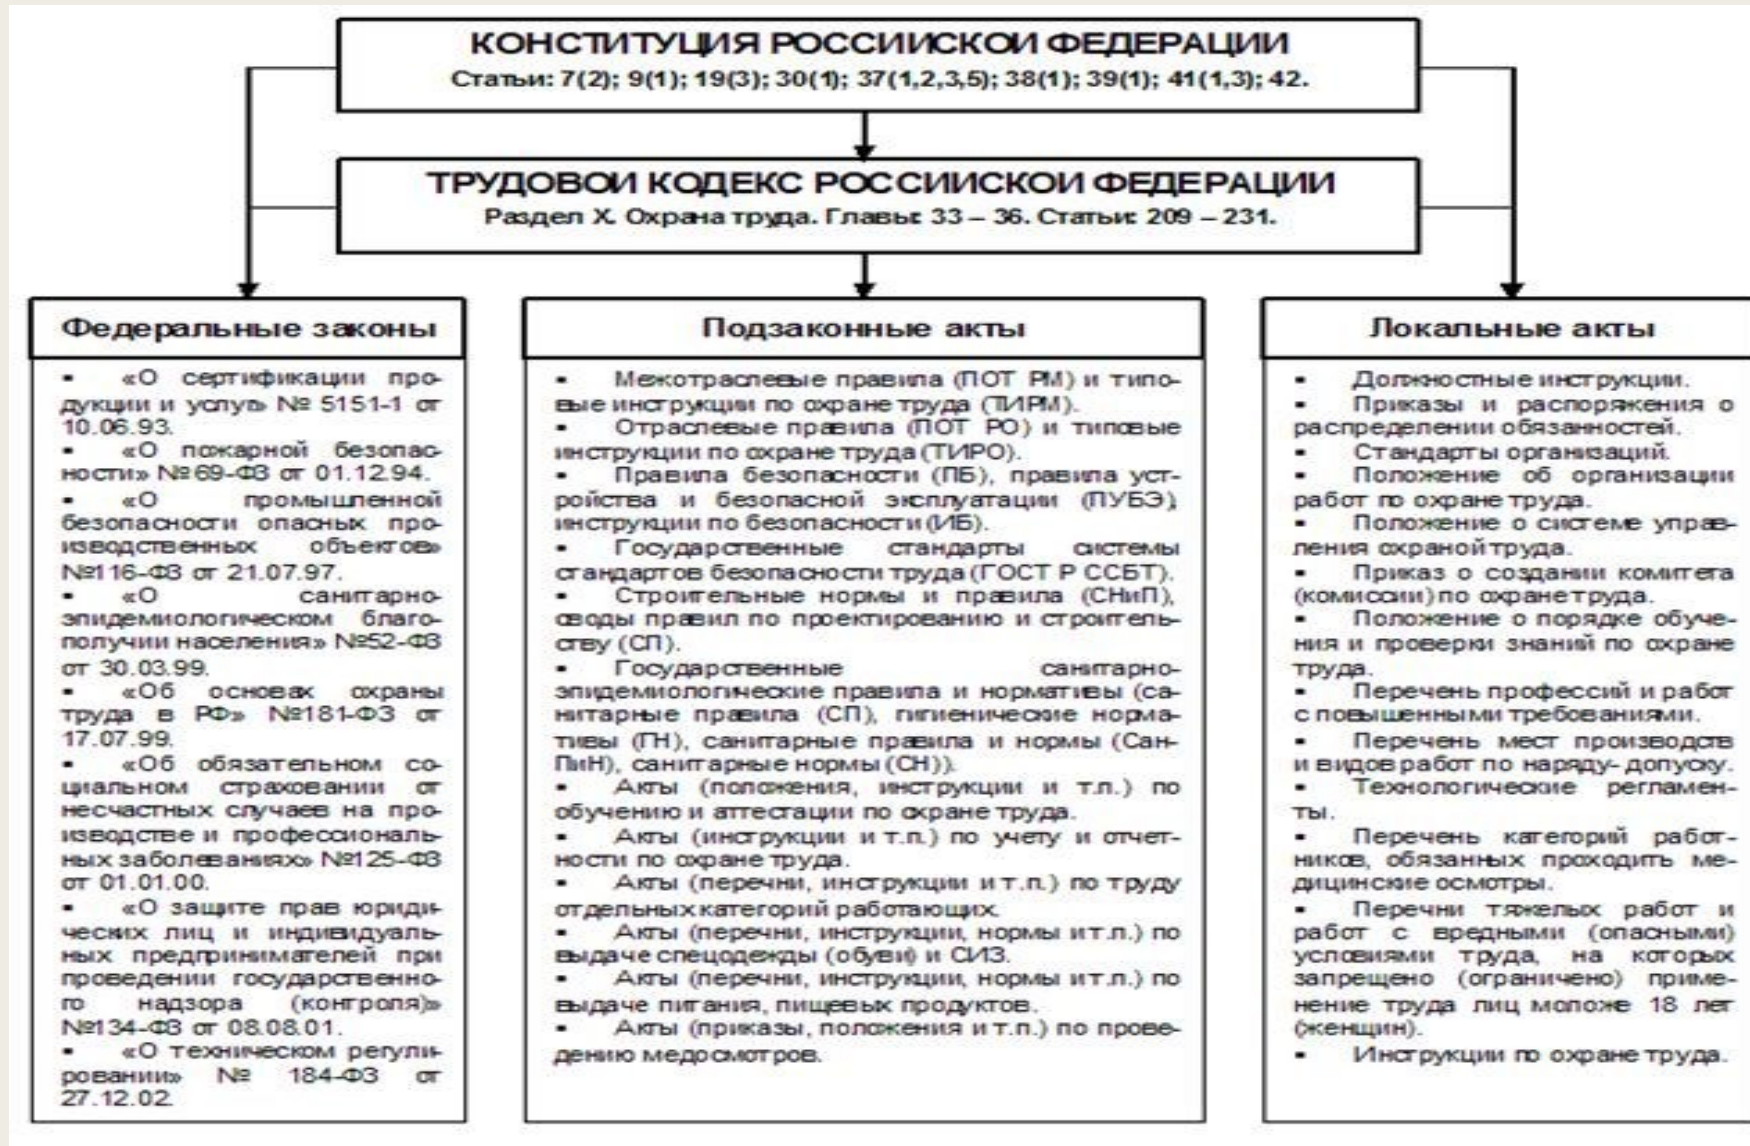 КОНСТИТУЦИЯ РОССИИСКОИ ФЕДЕРАЦИИ
Статьи: 7(2); 9(1); 19(3); 30(1); 37(1,2,3,5); 38(1); 39(1); 41(1,3); 42.
ТРУДОВОИ КОДЕКС РОССИИСКОИ ФЕДЕРАЦИИ
Раздел X. Охрана труда. Главы: 33 – 36. Статьи: 209 – 231.
Федеральные законы
▪ «О сертификации про-
дукции и услуг» № 5151-1 от
10.06.93.
▪ «О пожарной безопас-
ности» №69-ФЗ от 01.12.94.
▪ «О промышленной
безопасности опасных про-
изводственных объектов»
№116-ФЗ от 21.07.97.
▪ «О санитарно-
эпидемиологическом благо-
получии населения» №52-ФЗ
от 30.03.99.
▪ «Об основах охраны
труда в РФ» №181-ФЗ от
17.07.99.
▪ «Об обязательном со-
циальном страховании от
несчастных случаев на про-
изводстве и профессиональ-
ных заболеваниях» №125-ФЗ
от 01.01.00.
▪ «О защите прав юриди-
ческих лиц и индивидуаль-
ных предпринимателей при
проведении государственно-
го надзора (контроля)»
№134-ФЗ от 08.08.01.
▪ «О техническом регули-
ровании» № 184-ФЗ от
27.12.02.
Подзаконные акты
▪ Межотраслевые правила (ПОТ РМ) и типо-
вые инструкции по охране труда (ТИРМ).
▪ Отраслевые правила (ПОТ РО) и типовые
инструкции по охране труда (ТИРО).
▪ Правила безопасности (ПБ), правила уст-
ройства и безопасной эксплуатации (ПУБЭ),
инструкции по безопасности (ИБ).
▪ Государственные стандарты системы
стандартов безопасности труда (ГОСТ Р ССБТ).
▪ Строительные нормы и правила (СНиП),
своды правил по проектированию и строитель-
ству (СП).
▪ Государственные санитарно-
эпидемиологические правила и нормативы (са-
нитарные правила (СП), гигиенические норма-
тивы (ГН), санитарные правила и нормы (Сан-
ПиН), санитарные нормы (СН)).
▪ Акты (положения, инструкции и т.п.) по
обучению и аттестации по охране труда.
▪ Акты (инструкции и т.п.) по учету и отчет-
ности по охране труда.
▪ Акты (перечни, инструкции и т.п.) по труду
отдельных категорий работающих.
▪ Акты (перечни, инструкции, нормы и т.п.) по
выдаче спецодежды (обуви) и СИЗ.
▪ Акты (перечни, инструкции, нормы и т.п.) по
выдаче питания, пищевых продуктов.
▪ Акты (приказы, положения и т.п.) по прове-
дению медосмотров.
Локальные акты
▪ Должностные инструкции.
▪ Приказы и распоряжения о
распределении обязанностей.
▪ Стандарты организаций.
▪ Положение об организации
работ по охране труда.
▪ Положение о системе управ-
ления охраной труда.
▪ Приказ о создании комитета
(комиссии) по охране труда.
▪ Положение о порядке обуче-
ния и проверки знаний по охране
труда.
▪ Перечень профессий и работ
с повышенными требованиями.
▪ Перечень мест производств
и видов работ по наряду- допуску.
▪ Технологические регламен-
ты.
▪ Перечень категорий работ-
ников, обязанных проходить ме-
дицинские осмотры.
▪ Перечни тяжелых работ и
работ с вредными (опасными)
условиями труда, на которых
запрещено (ограничено) приме-
нение труда лиц моложе 18 лет
(женщин).
▪ Инструкции по охране труда.